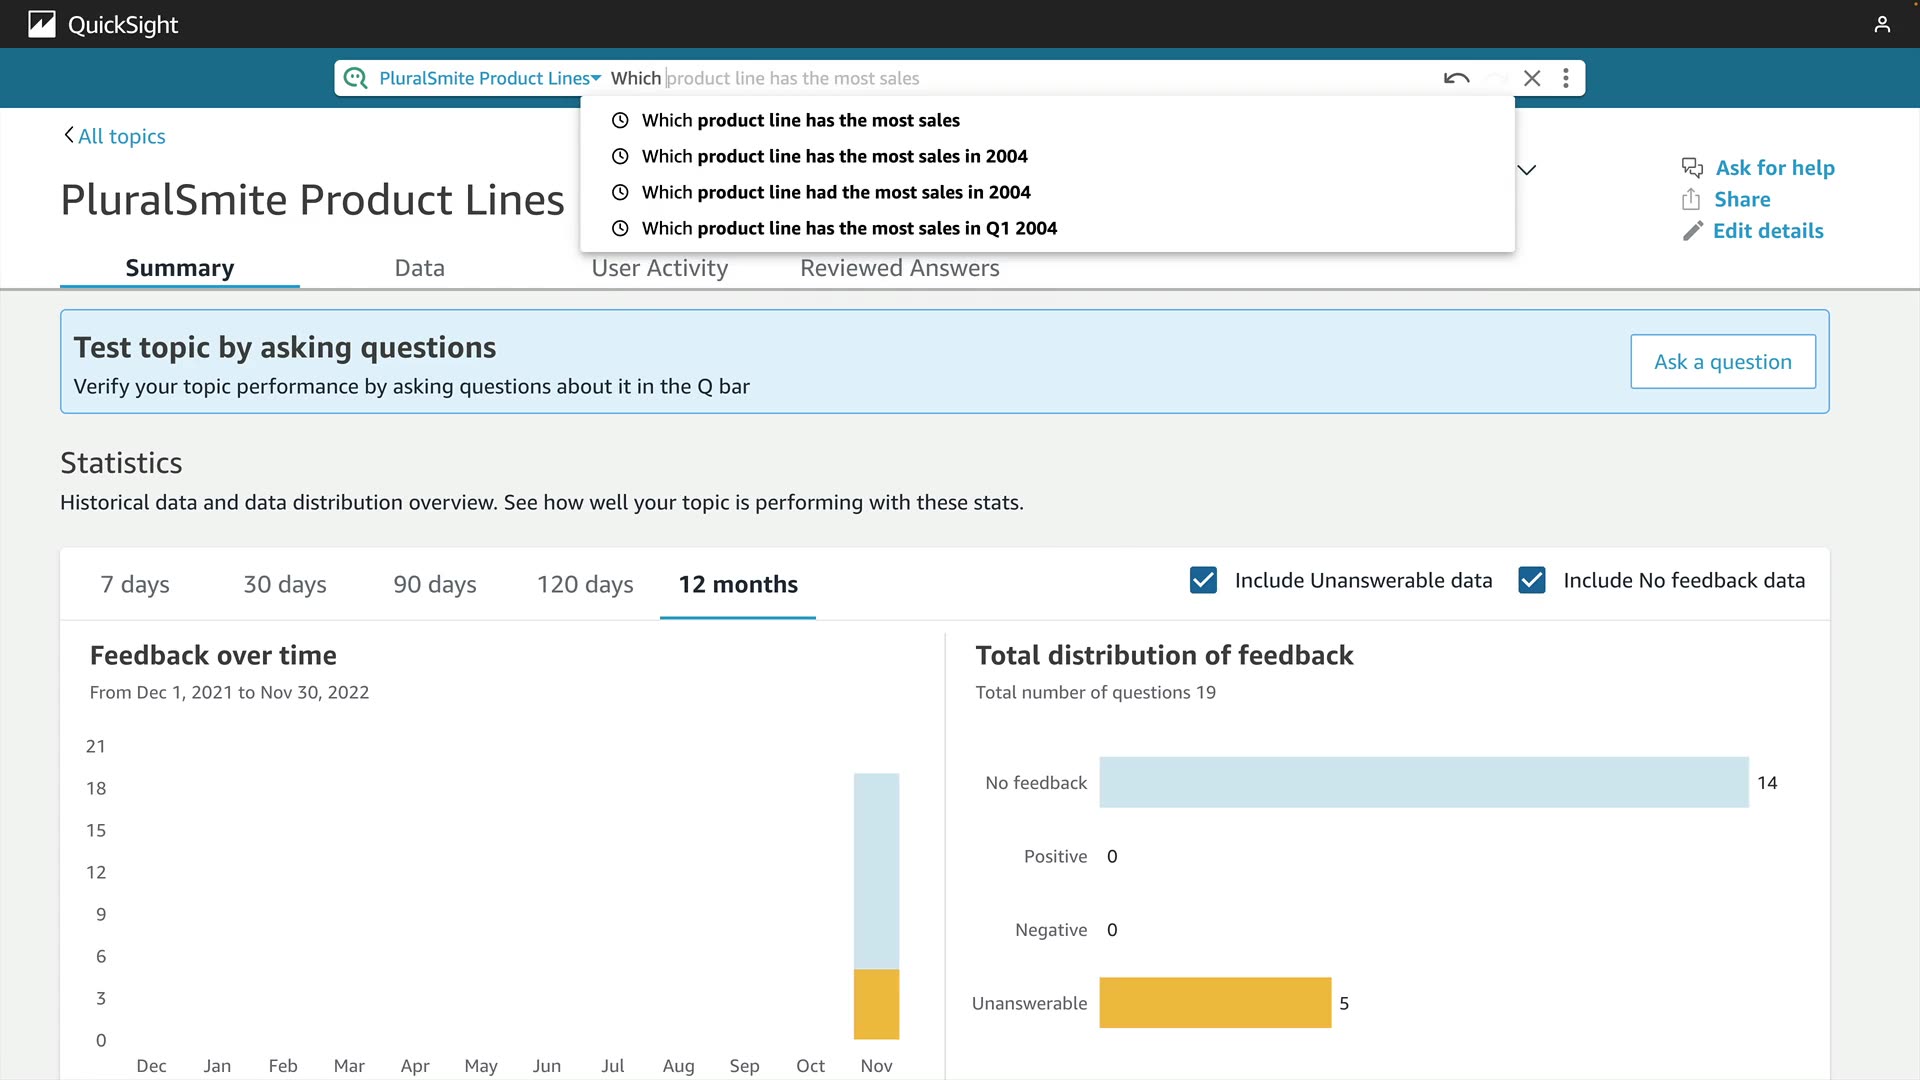 QuickSight
PluralSmite Product Lines Which product line has the most sales
Which product line has the most sales
Which product line has the most sales in 2004
Which product line had the most sales in 2004
Which product line has the most sales in Q1 2004
All topics
PluralSmite Product Lines
Ask for help
Share
Edit details
Summary Data User Activity Reviewed Answers
Test topic by asking questions
Verify your topic performance by asking questions about it in the Q bar
Ask a question
Statistics
Historical data and data distribution overview. See how well your topic is performing with these stats.
7 days 30 days 90 days 120 days 12 months Include Unanswerable data Include No feedback data
Feedback over time
From Dec 1, 2021 to Nov 30, 2022
21
18
15
12
9
6
3
0
Dec Jan Feb Mar Apr May Jun Jul Aug Sep Oct Nov
Total distribution of feedback
Total number of questions 19
No feedback 14
Positive 0
Negative 0
Unanswerable 5